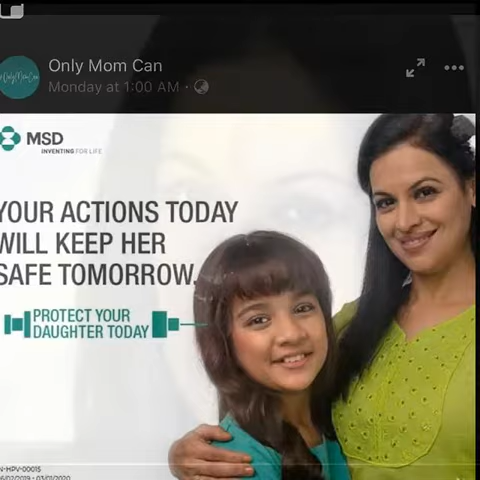 Only Mom Can
Monday at 1:00 AM ·
MSD
INVENTING FOR LIFE
YOUR ACTIONS TODAY
WILL KEEP HER
SAFE TOMORROW.
PROTECT YOUR
DAUGHTER TODAY